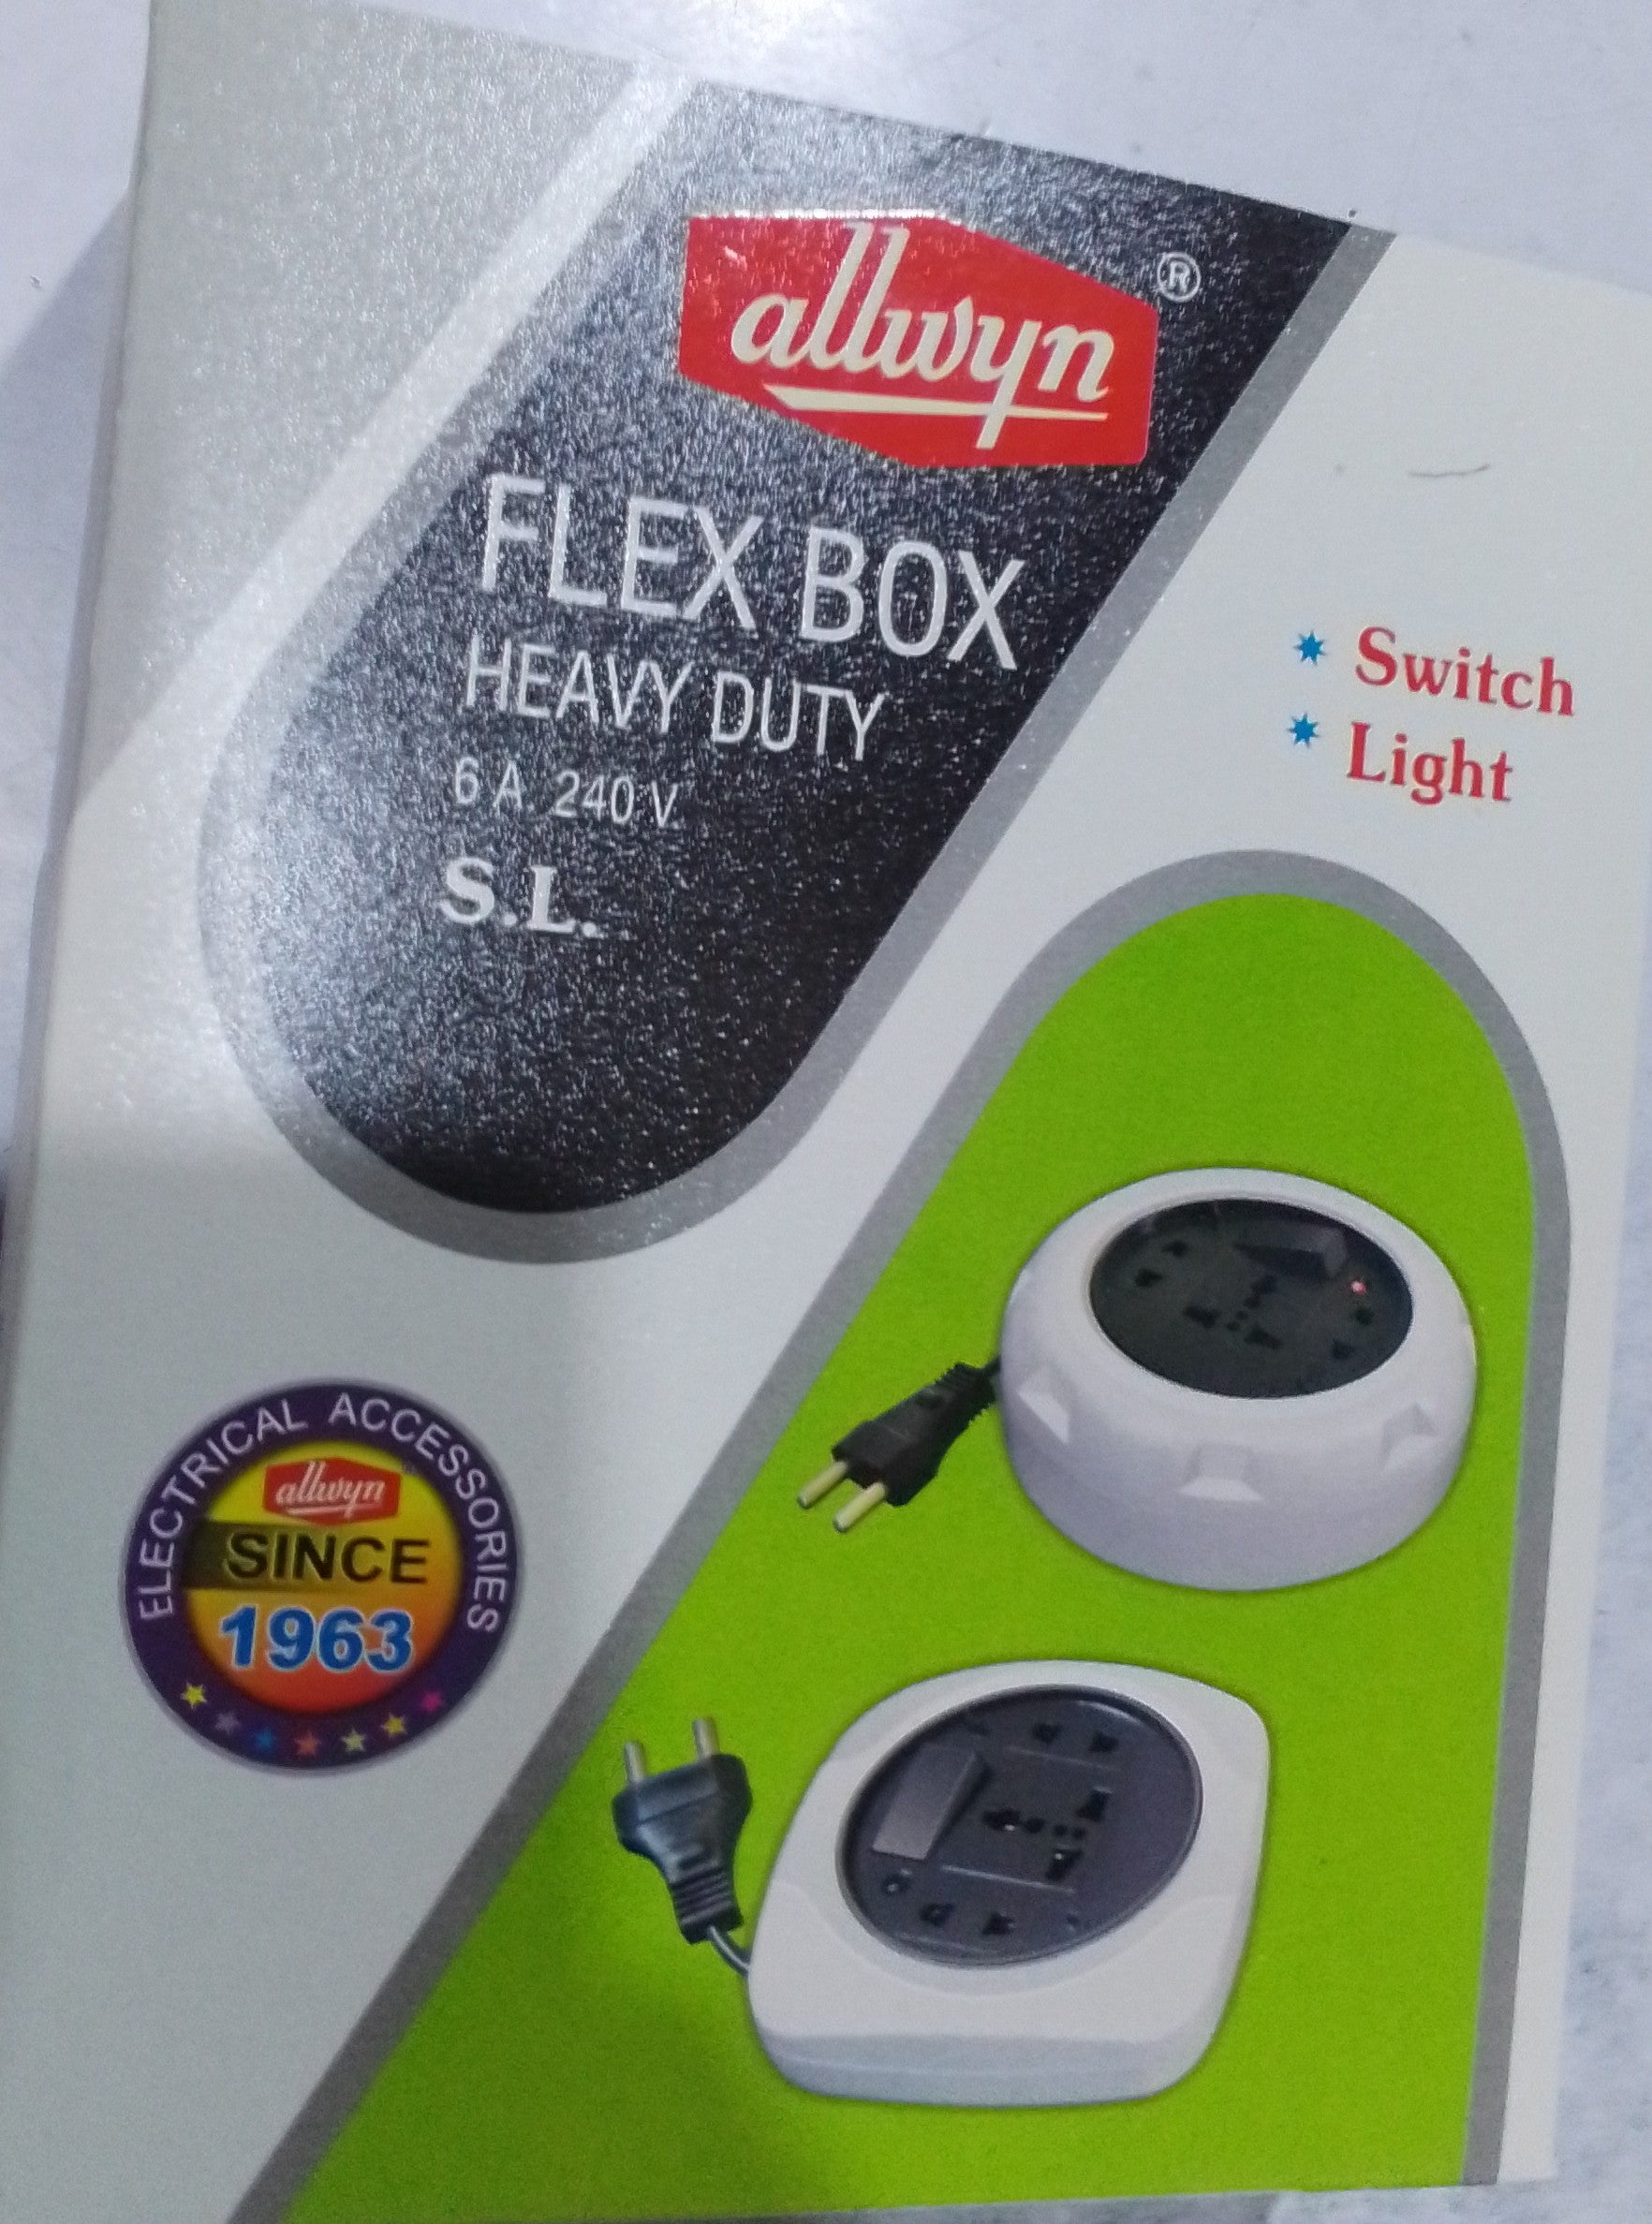 allwyn ®
FLEX BOX
HEAVY DUTY
6 A 240 V
S.L.
Switch
Light
ELECTRICAL ACCESSORIES
allwyn
SINCE
1963